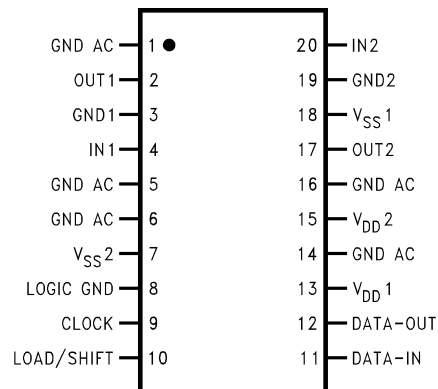 GND AC 1 20 IN2
OUT1 2 19 GND2
GND1 3 18 VSS1
IN1 4 17 OUT2
GND AC 5 16 GND AC
GND AC 6 15 VDD2
VSS2 7 14 GND AC
LOGIC GND 8 13 VDD1
CLOCK 9 12 DATA-OUT
LOAD/SHIFT 10 11 DATA-IN